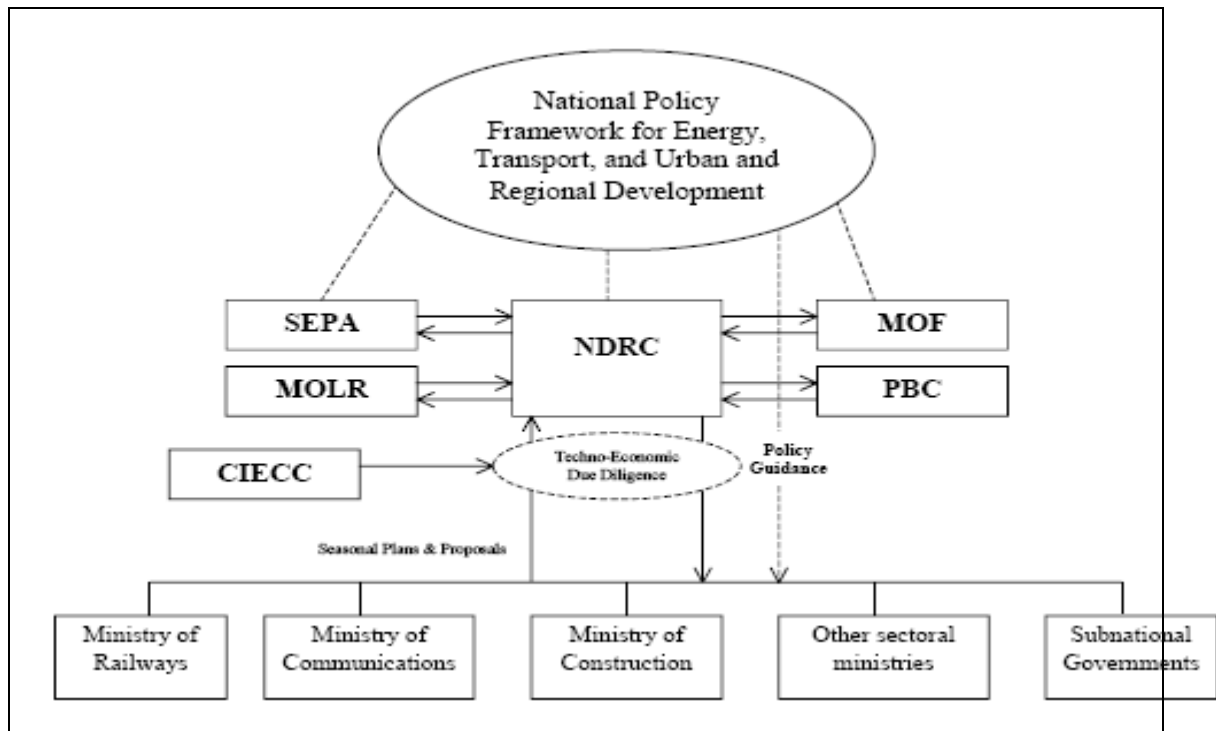 National Policy
Framework for Energy,
Transport, and Urban and
Regional Development
SEPA
NDRC
MOF
MOLR
PBC
CIECC
Techno-Economic
Due Diligence
Policy
Guidance
Seasonal Plans & Proposals
Ministry of
Railways
Ministry of
Communications
Ministry of
Construction
Other sectoral
ministries
Subnational
Governments